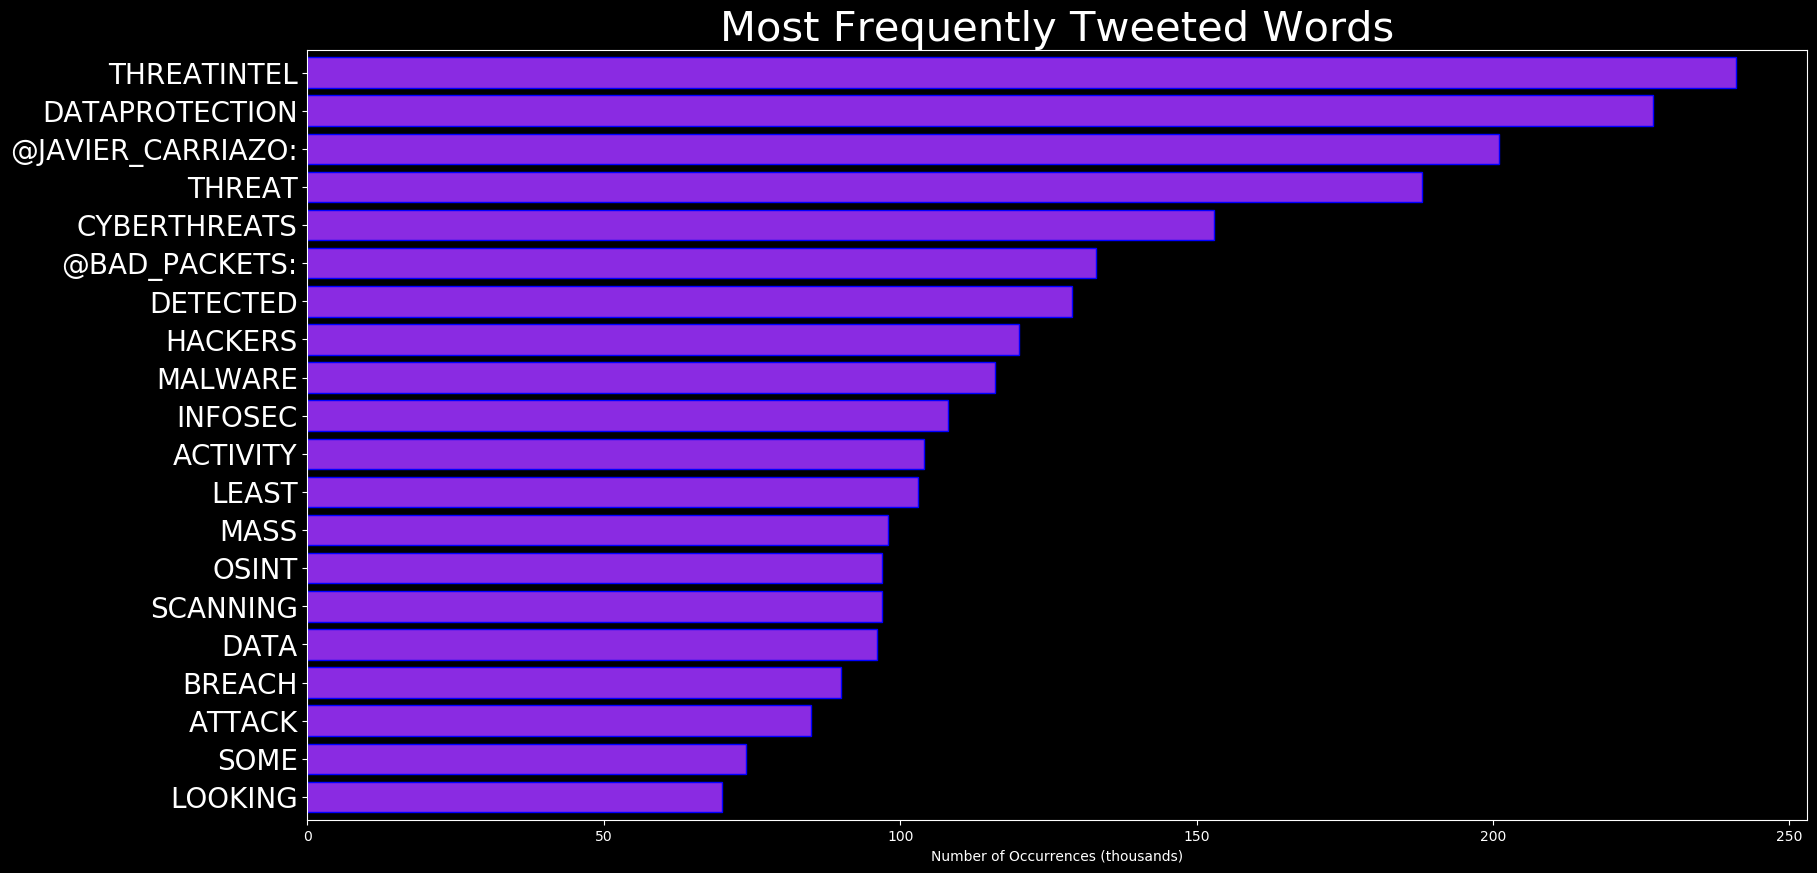 Most Frequently Tweeted Words
THREATINTEL
DATAPROTECTION
@JAVIER_CARRIAZO:
THREAT
CYBERTHREATS
@BAD_PACKETS:
DETECTED
HACKERS
MALWARE
INFOSEC
ACTIVITY
LEAST
MASS
OSINT
SCANNING
DATA
BREACH
ATTACK
SOME
LOOKING
0 50 100 150 200 250
Number of Occurrences (thousands)